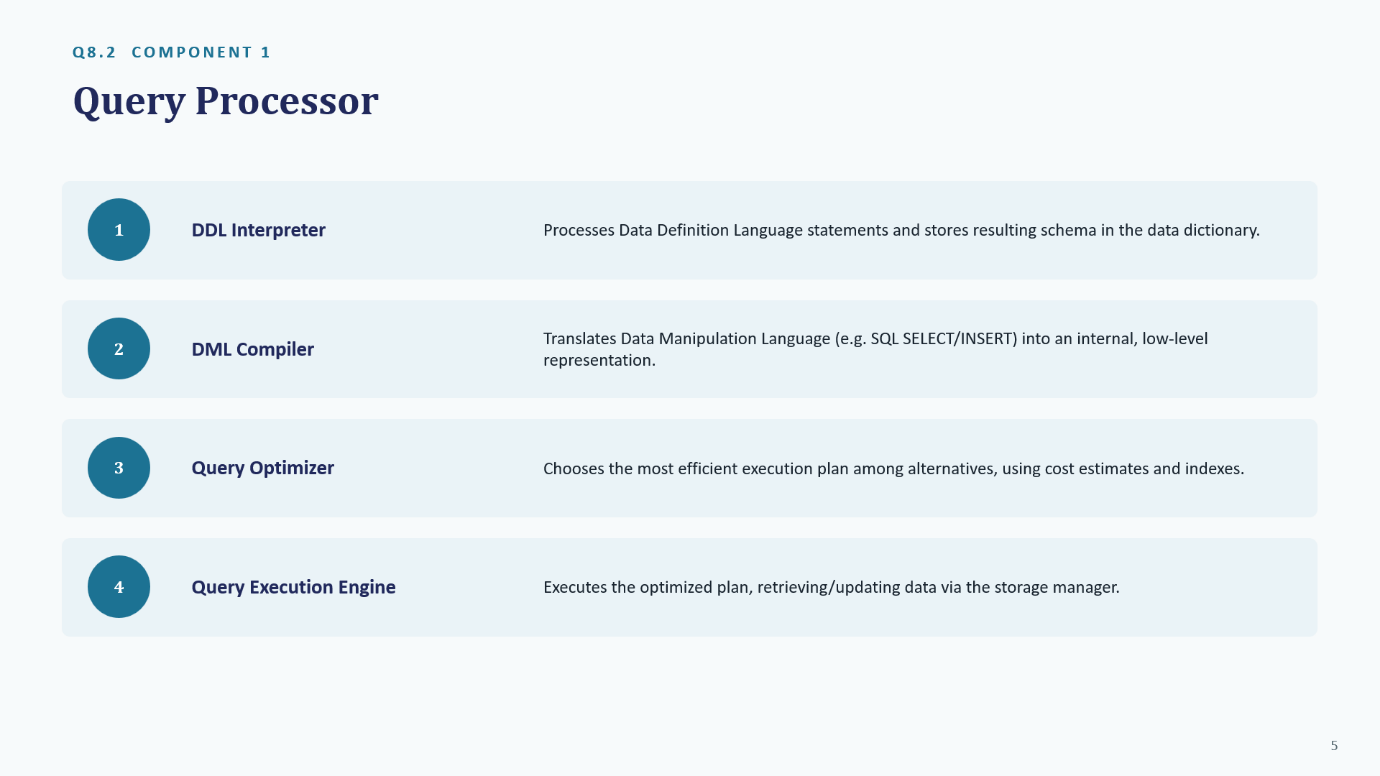 Q8.2 COMPONENT 1
Query Processor
1
DDL Interpreter
Processes Data Definition Language statements and stores resulting schema in the data dictionary.
2
DML Compiler
Translates Data Manipulation Language (e.g. SQL SELECT/INSERT) into an internal, low-level
representation.
3
Query Optimizer
Chooses the most efficient execution plan among alternatives, using cost estimates and indexes.
4
Query Execution Engine
Executes the optimized plan, retrieving/updating data via the storage manager.
5